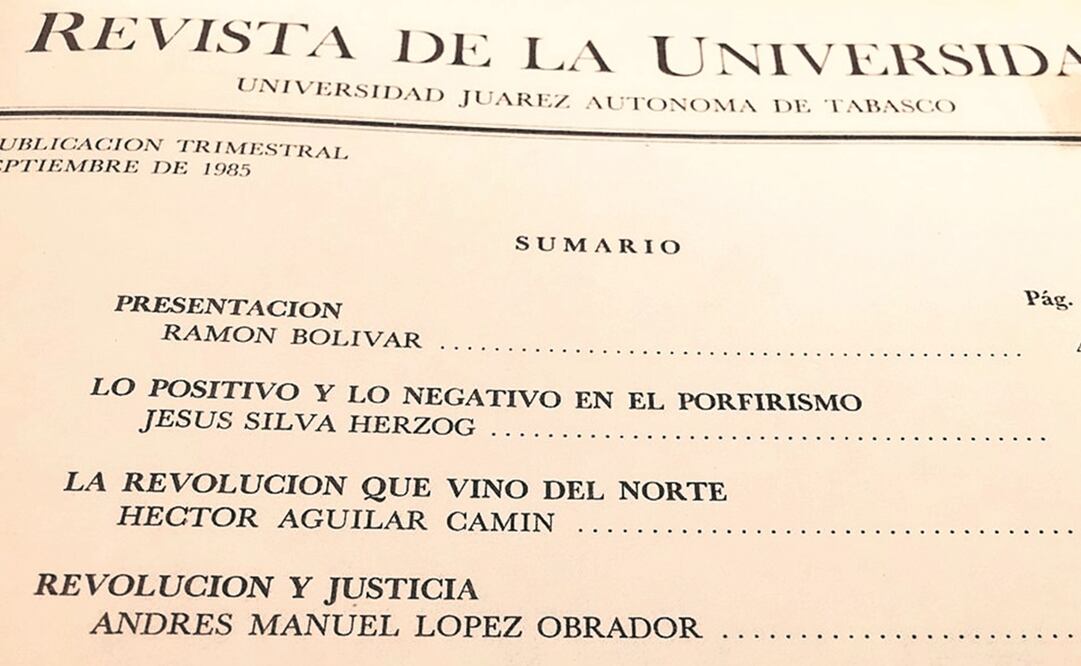 REVISTA DE LA UNIVERSIDA
UNIVERSIDAD JUAREZ AUTONOMA DE TABASCO
UBLICACION TRIMESTRAL
EPTIEMBRE DE 1985
SUMARIO
Pág.
PRESENTACION
RAMON BOLIVAR ........................................................
LO POSITIVO Y LO NEGATIVO EN EL PORFIRISMO
JESUS SILVA HERZOG ......................................................
LA REVOLUCION QUE VINO DEL NORTE
HECTOR AGUILAR CAMIN ................................................
REVOLUCION Y JUSTICIA
ANDRES MANUEL LOPEZ OBRADOR ..................................